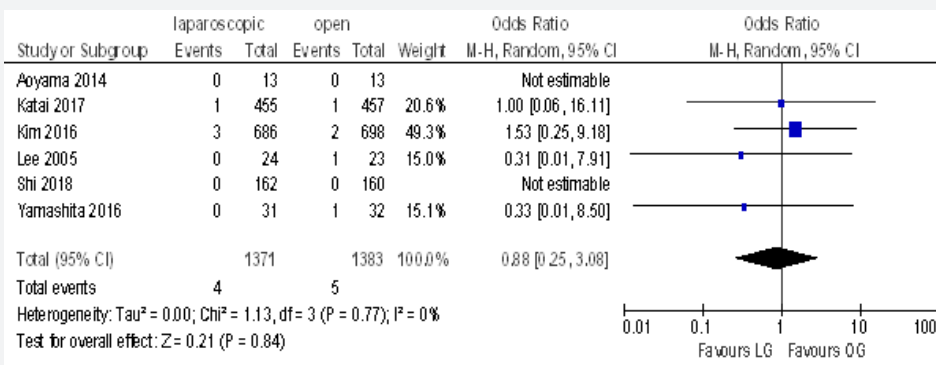 laparoscopic open Odds Ratio Odds Ratio
Study or Subgroup Events Total Events Total Weight M-H, Random, 95% CI M-H, Random, 95% CI
Aoyama 2014 0 13 0 13 Not estimable
Katai 2017 1 455 1 457 20.6% 1.00 [0.06, 16.11]
Kim 2016 3 686 2 698 49.3% 1.53 [0.25, 9.18]
Lee 2005 0 24 1 23 15.0% 0.31 [0.01, 7.91]
Shi 2018 0 162 0 160 Not estimable
Yamashita 2016 0 31 1 32 15.1% 0.33 [0.01, 8.50]
Total (95% CI) 1371 1383 100.0% 0.88 [0.25, 3.08]
Total events 4 5
Heterogeneity: Tau² = 0.00; Chi² = 1.13, df = 3 (P = 0.77); I² = 0%
Test for overall effect: Z = 0.21 (P = 0.84)
0.01 0.1 1 10 100
Favours LG Favours OG